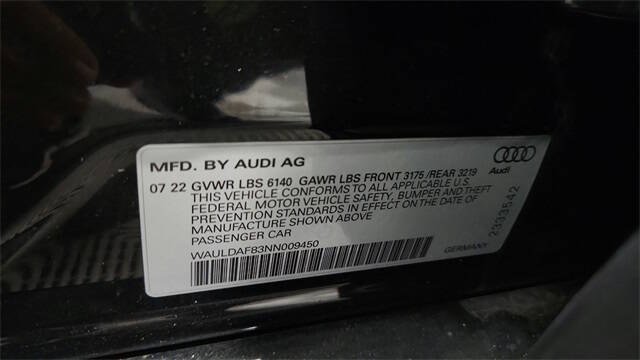 MFD. BY AUDI AG
Audi
07 22 GVWR LBS 6140 GAWR LBS FRONT 3175 /REAR 3219
THIS VEHICLE CONFORMS TO ALL APPLICABLE U.S.
FEDERAL MOTOR VEHICLE SAFETY, BUMPER AND THEFT
PREVENTION STANDARDS IN EFFECT ON THE DATE OF
MANUFACTURE SHOWN ABOVE
PASSENGER CAR
WAULDAF83NN009450
GERMANY
2333542